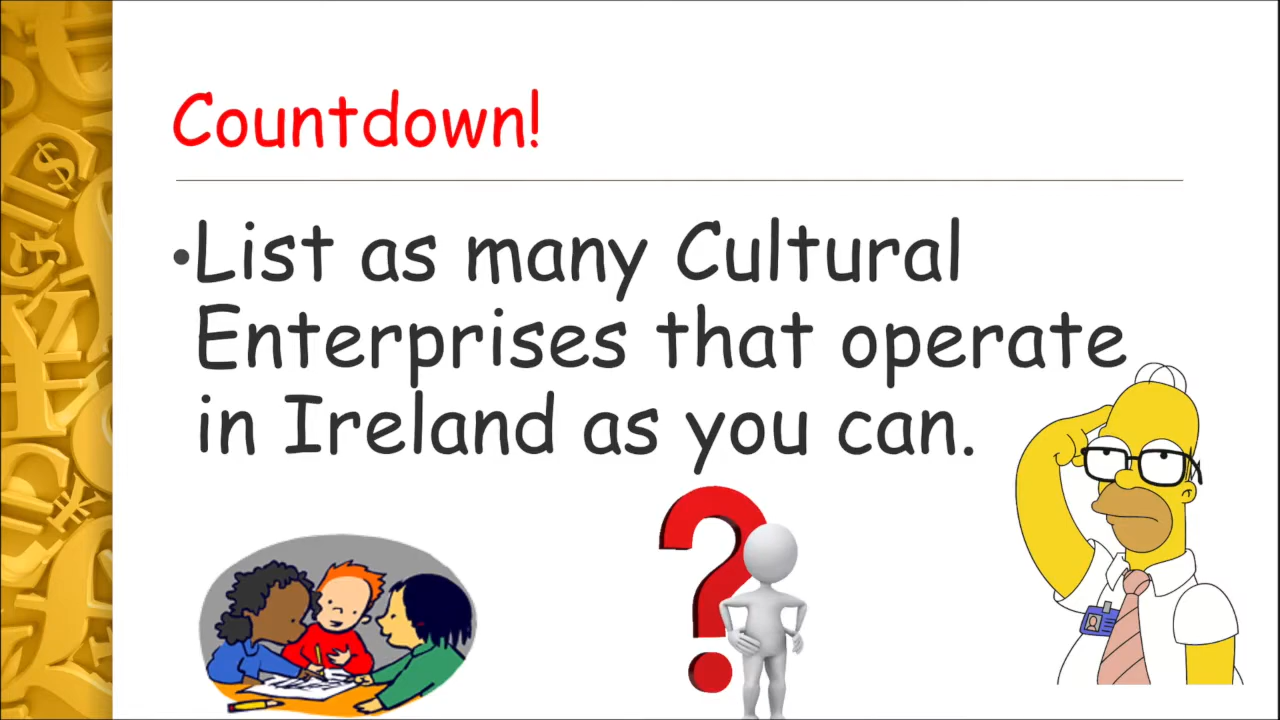 Countdown!
•List as many Cultural
Enterprises that operate
in Ireland as you can.